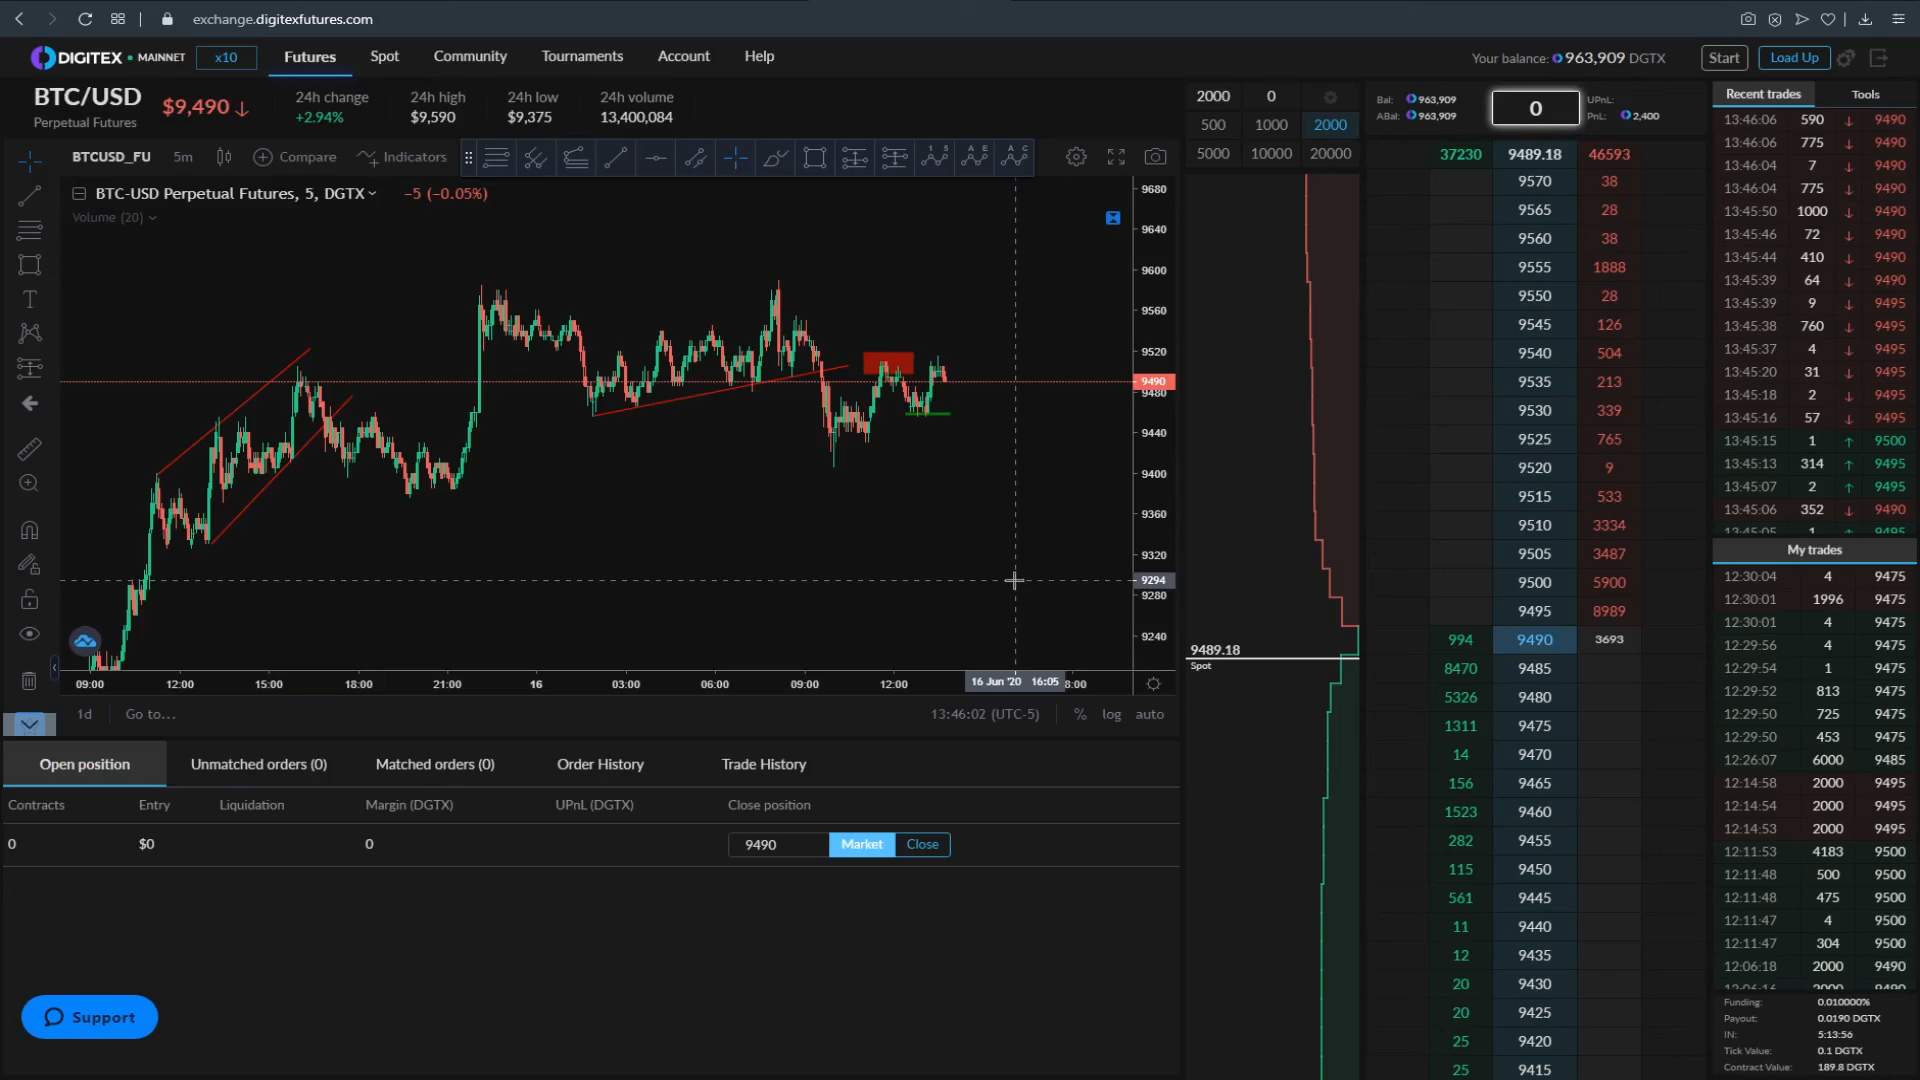 exchange.digitexfutures.com
DIGITEX • MAINNET x10 Futures Spot Community Tournaments Account Help Your balance: 963,909 DGTX Start Load Up
BTC/USD $9,490 ↓ 24h change 24h high 24h low 24h volume
Perpetual Futures +2.94% $9,590 $9,375 13,400,084
BTCUSD_FU 5m Compare Indicators
A E A C
BTC-USD Perpetual Futures, 5, DGTX −5 (−0.05%)
Volume (20)
9680
9640
9600
9560
9520
9490
9480
9440
9400
9360
9320
9294
9280
9240
09:00 12:00 15:00 18:00 21:00 16 03:00 06:00 09:00 12:00 16 Jun '20 16:05 8:00
1d Go to... 13:46:02 (UTC-5) % log auto
Open position Unmatched orders (0) Matched orders (0) Order History Trade History
Contracts Entry Liquidation Margin (DGTX) UPnL (DGTX) Close position
0 $0 0 9490 Market Close
Support
2000 0
500 1000 2000
5000 10000 20000
9489.18
Spot
Bal: 963,909 0 UPnL:
ABal: 963,909 PnL: 2,400
37230 9489.18 46593
9570 38
9565 28
9560 38
9555 1888
9550 28
9545 126
9540 504
9535 213
9530 339
9525 765
9520 9
9515 533
9510 3334
9505 3487
9500 5900
9495 8989
994 9490 3693
8470 9485
5326 9480
1311 9475
14 9470
156 9465
1523 9460
282 9455
115 9450
561 9445
11 9440
12 9435
20 9430
20 9425
25 9420
25 9415
Recent trades Tools
13:46:06 590 ↓ 9490
13:46:06 775 ↓ 9490
13:46:04 7 ↓ 9490
13:46:04 775 ↓ 9490
13:45:50 1000 ↓ 9490
13:45:46 72 ↓ 9490
13:45:44 410 ↓ 9490
13:45:39 64 ↓ 9490
13:45:39 9 ↓ 9495
13:45:38 760 ↓ 9495
13:45:37 4 ↓ 9495
13:45:20 31 ↓ 9495
13:45:18 2 ↓ 9495
13:45:16 57 ↓ 9495
13:45:15 1 ↑ 9500
13:45:13 314 ↑ 9495
13:45:07 2 ↑ 9495
13:45:06 352 ↓ 9490
13:45:05 1 ↑ 9495
My trades
12:30:04 4 9475
12:30:01 1996 9475
12:30:01 4 9475
12:29:56 4 9475
12:29:54 1 9475
12:29:52 813 9475
12:29:50 725 9475
12:29:50 453 9475
12:26:07 6000 9485
12:14:58 2000 9495
12:14:54 2000 9495
12:14:53 2000 9495
12:11:53 4183 9500
12:11:48 500 9500
12:11:48 475 9500
12:11:47 4 9500
12:11:47 304 9500
12:06:18 2000 9490
12:06:16 2000 9490
Funding: 0.010000%
Payout: 0.0190 DGTX
IN: 5:13:56
Tick Value: 0.1 DGTX
Contract Value: 189.8 DGTX